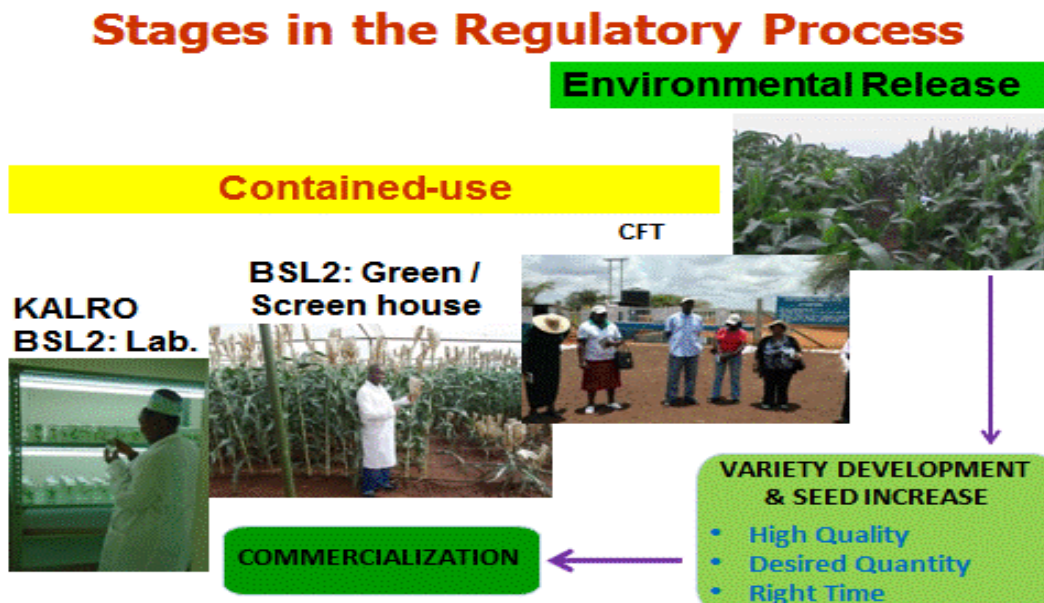 Stages in the Regulatory Process
Environmental Release
Contained-use
CFT
BSL2: Green /
Screen house
KALRO
BSL2: Lab.
VARIETY DEVELOPMENT
& SEED INCREASE
• High Quality
• Desired Quantity
• Right Time
COMMERCIALIZATION